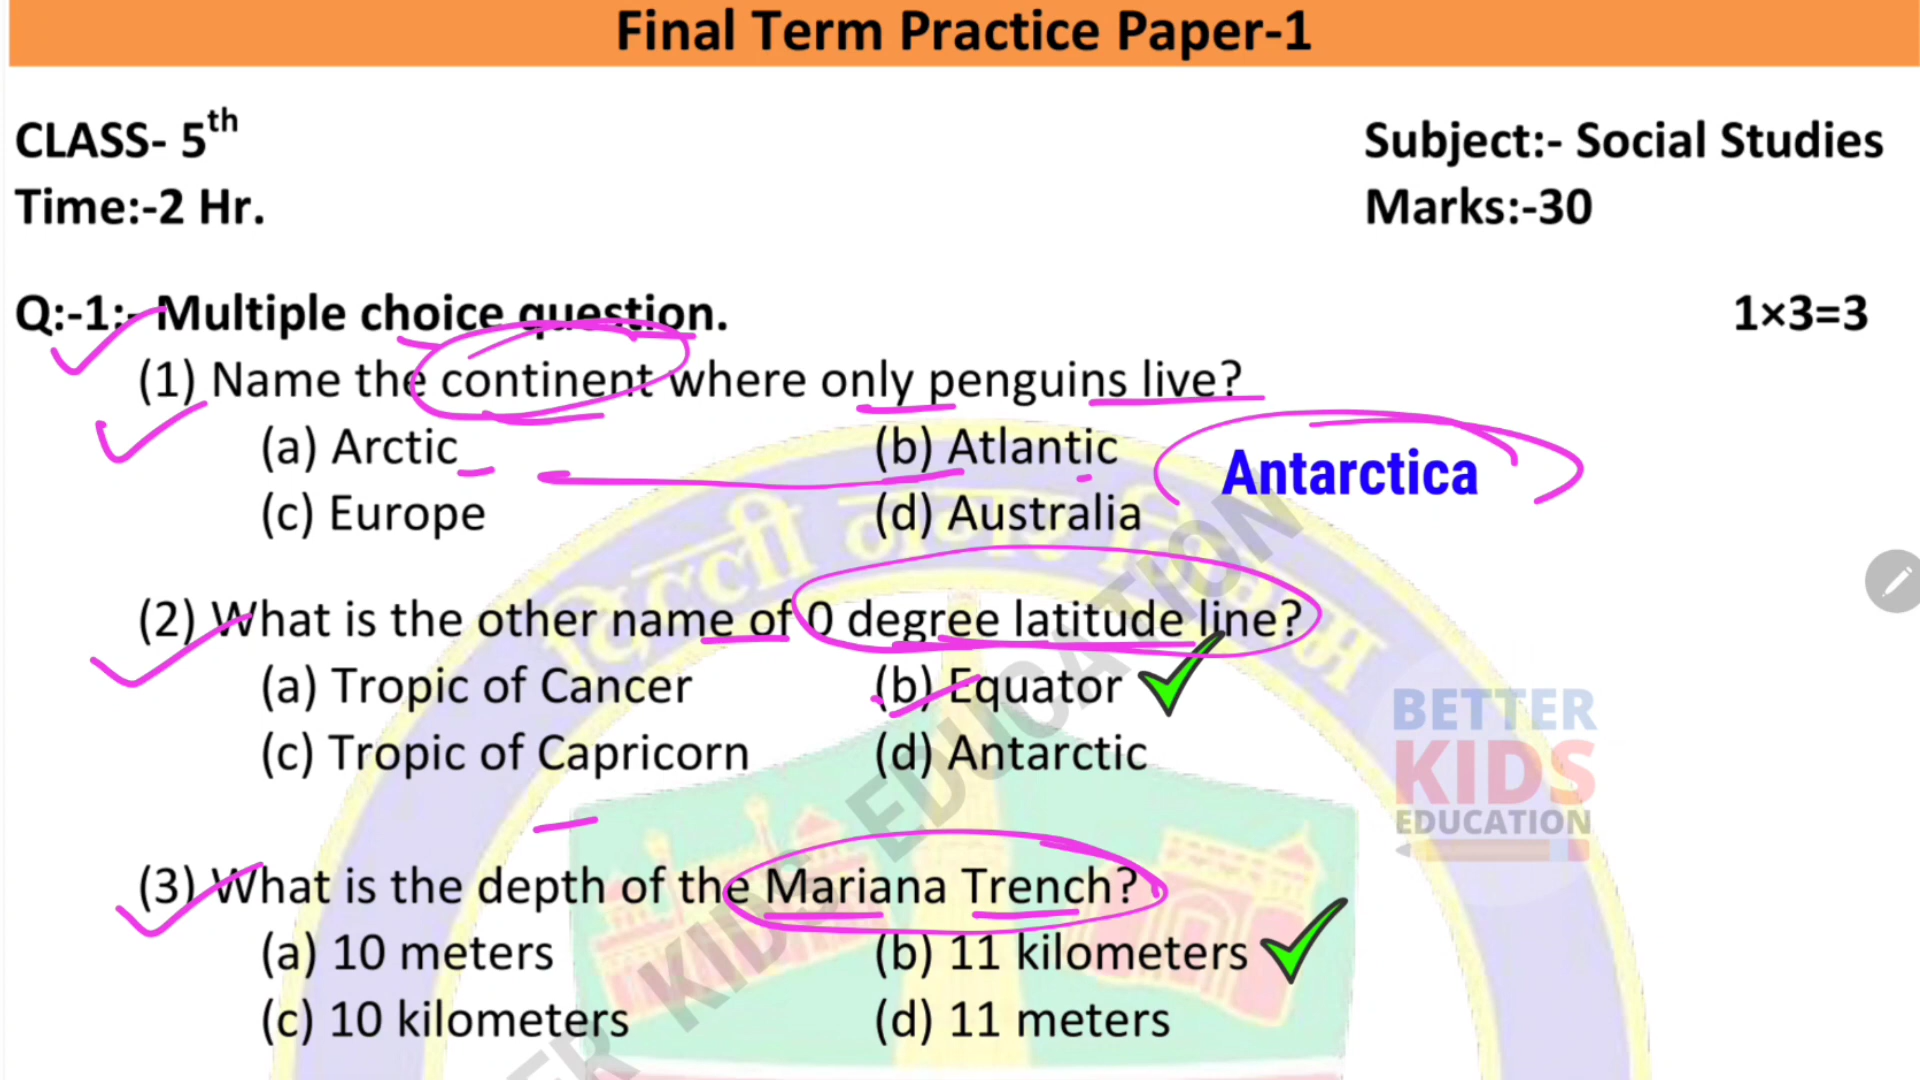 Final Term Practice Paper-1
CLASS- 5th
Subject:- Social Studies
Time:-2 Hr.
Marks:-30
Q:-1:- Multiple choice question. 1×3=3
(1) Name the continent where only penguins live?
(a) Arctic (b) Atlantic
Antarctica
(c) Europe (d) Australia
(2) What is the other name of 0 degree latitude line?
(a) Tropic of Cancer (b) Equator
(c) Tropic of Capricorn (d) Antarctic
(3) What is the depth of the Mariana Trench?
(a) 10 meters (b) 11 kilometers
(c) 10 kilometers (d) 11 meters
BETTER
KIDS
EDUCATION
KIDS EDUCATION